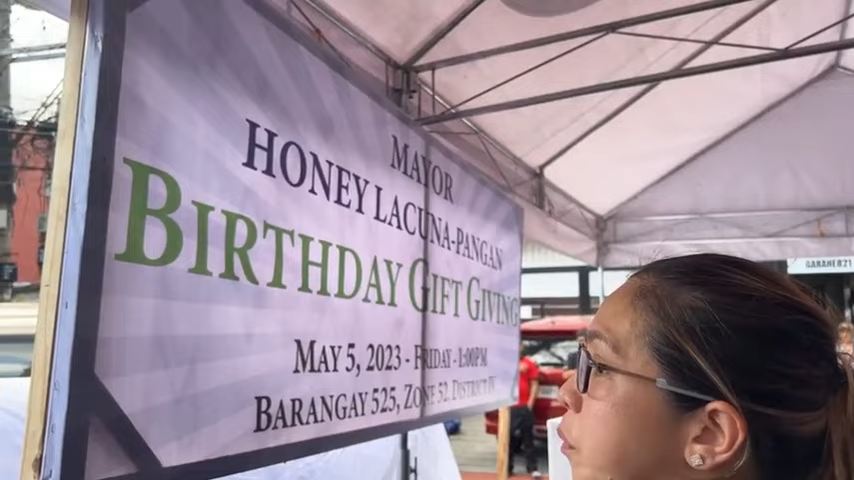 MAYOR
HONEY LACUNA-PANGAN
BIRTHDAY GIFT GIVING
MAY 5, 2023 - FRIDAY - 1:00PM
BARANGAY 525, ZONE 52, DISTRICT IV